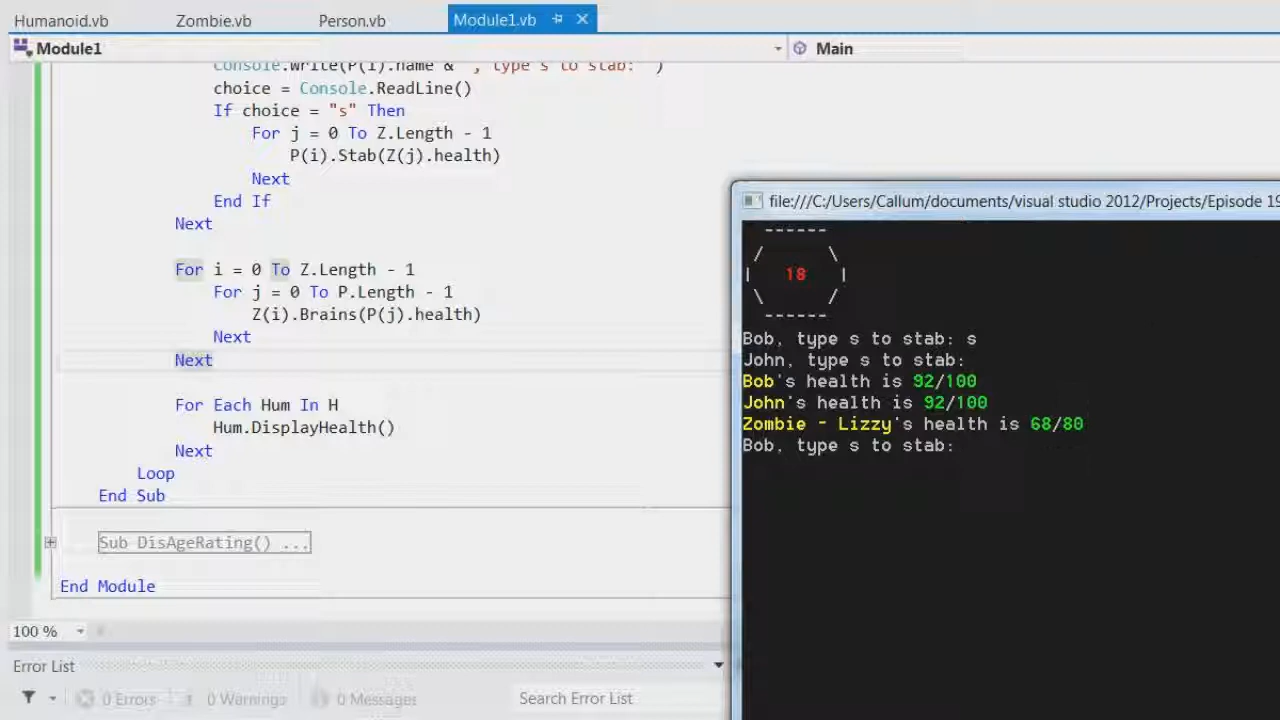 Humanoid.vb Zombie.vb Person.vb Module1.vb
Module1 Main
Console.Write(P(i).name & ", type s to stab: ")
choice = Console.ReadLine()
If choice = "s" Then
For j = 0 To Z.Length - 1
P(i).Stab(Z(j).health)
Next
End If
Next
For i = 0 To Z.Length - 1
For j = 0 To P.Length - 1
Z(i).Brains(P(j).health)
Next
Next
For Each Hum In H
Hum.DisplayHealth()
Next
Loop
End Sub
Sub DisAgeRating() ...
End Module
100 %
Error List
0 Errors 0 Warnings 0 Messages Search Error List
file:///C:/Users/Callum/documents/visual studio 2012/Projects/Episode 19
------
/ \
| 18 |
\ /
------
Bob, type s to stab: s
John, type s to stab:
Bob's health is 92/100
John's health is 92/100
Zombie - Lizzy's health is 68/80
Bob, type s to stab: